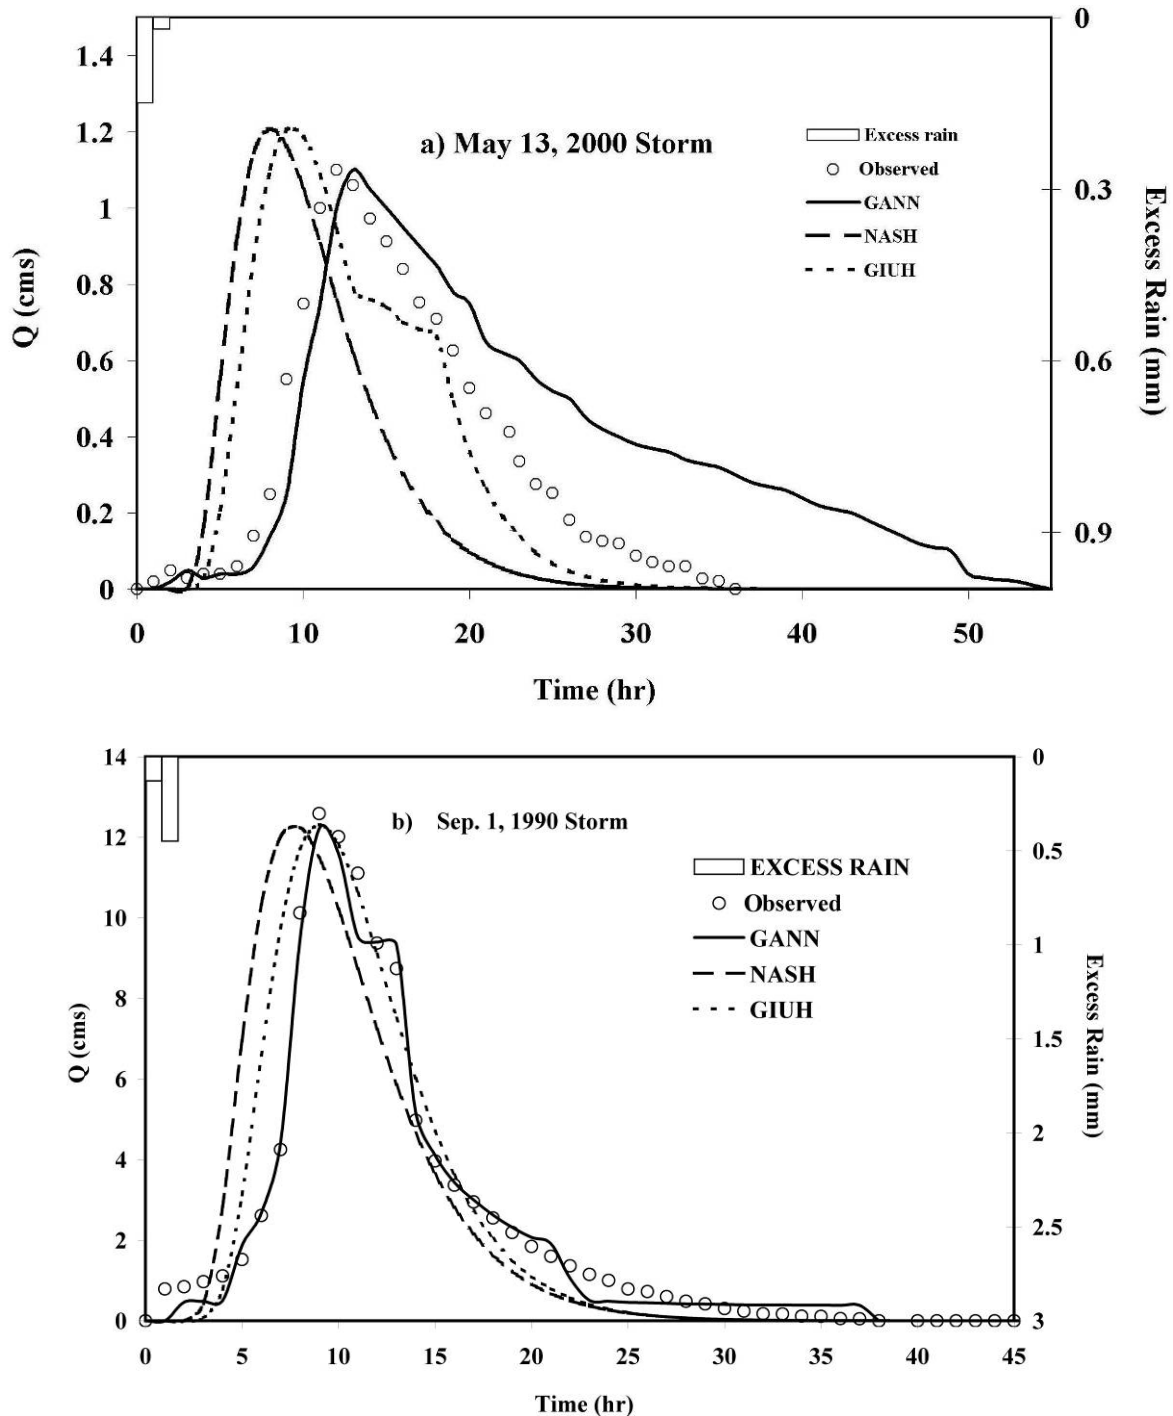 1.4
1.2
1
0.8
0.6
0.4
0.2
0
Q (cms)
a) May 13, 2000 Storm
Excess rain
Observed
GANN
NASH
GIUH
0
0.3
0.6
0.9
Excess Rain (mm)
0 10 20 30 40 50
Time (hr)
14
12
10
8
6
4
2
0
Q (cms)
b) Sep. 1, 1990 Storm
EXCESS RAIN
Observed
GANN
NASH
GIUH
0
0.5
1
1.5
2
2.5
3
Excess Rain (mm)
0 5 10 15 20 25 30 35 40 45
Time (hr)